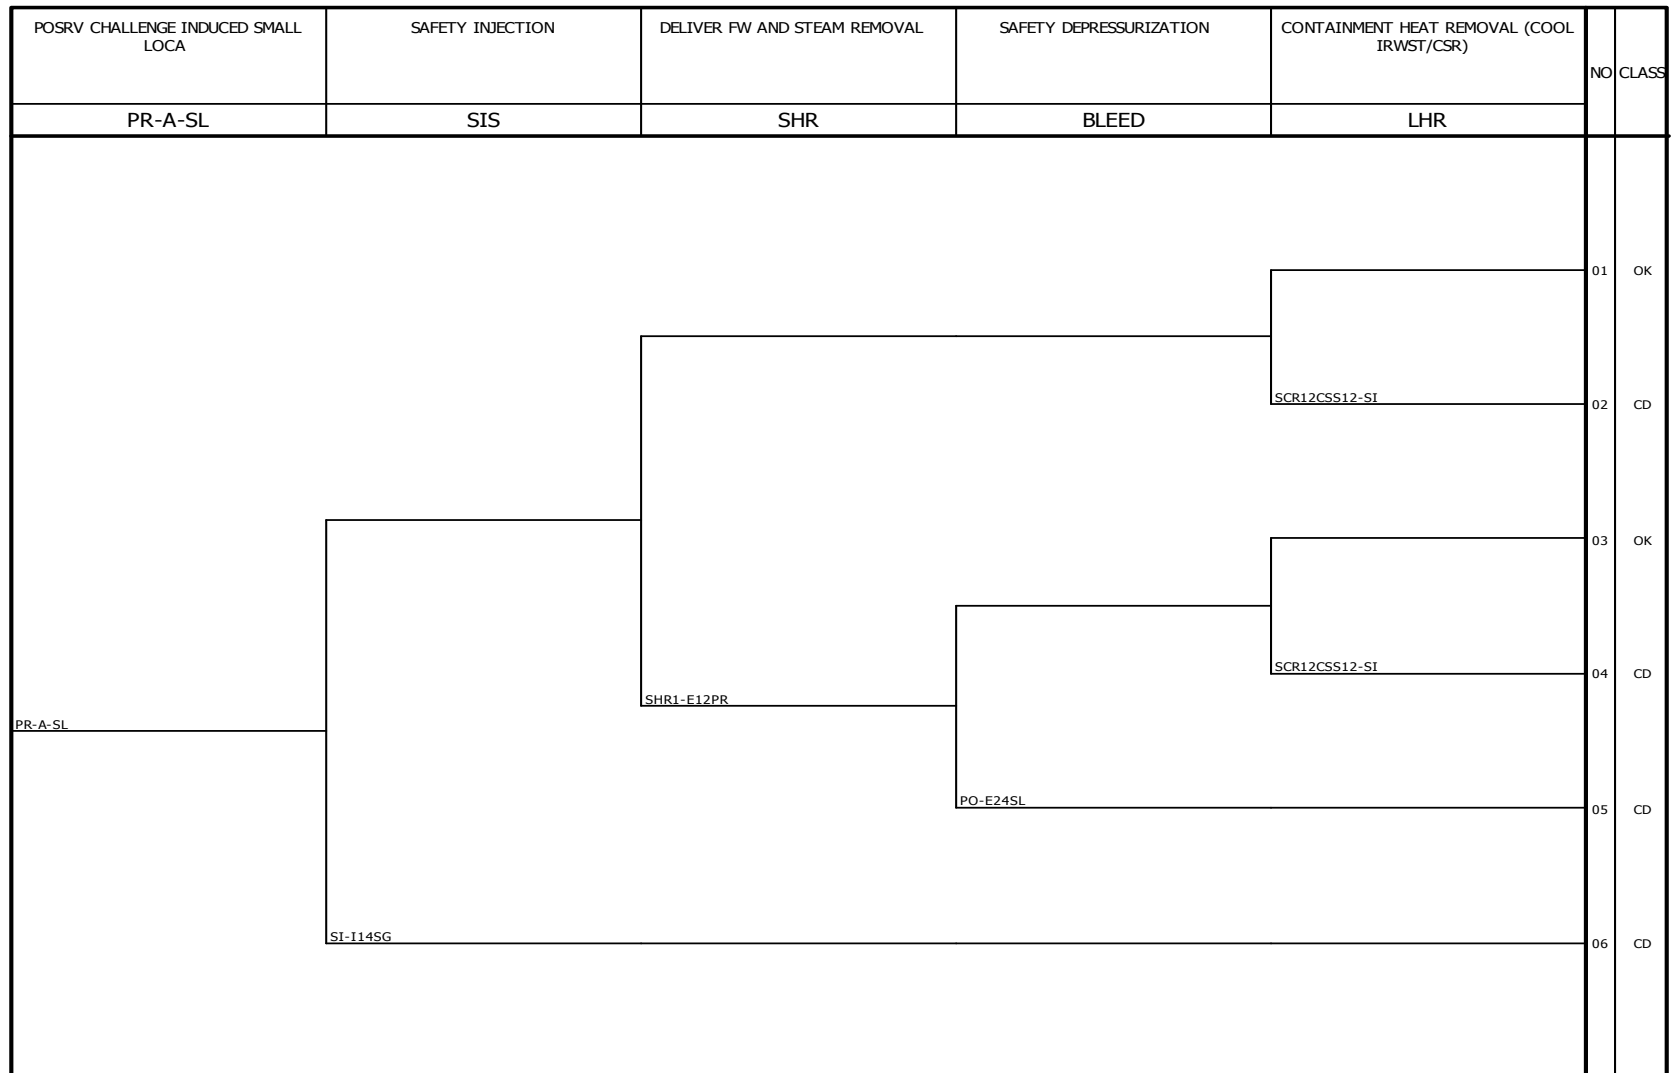 POSRV CHALLENGE INDUCED SMALL
LOCA
SAFETY INJECTION
DELIVER FW AND STEAM REMOVAL
SAFETY DEPRESSURIZATION
CONTAINMENT HEAT REMOVAL (COOL
IRWST/CSR)
NO
CLASS
PR-A-SL
SIS
SHR
BLEED
LHR
01
OK
SCR12CSS12-SI
02
CD
03
OK
SCR12CSS12-SI
04
CD
SHR1-E12PR
PR-A-SL
PO-E24SL
05
CD
SI-I14SG
06
CD